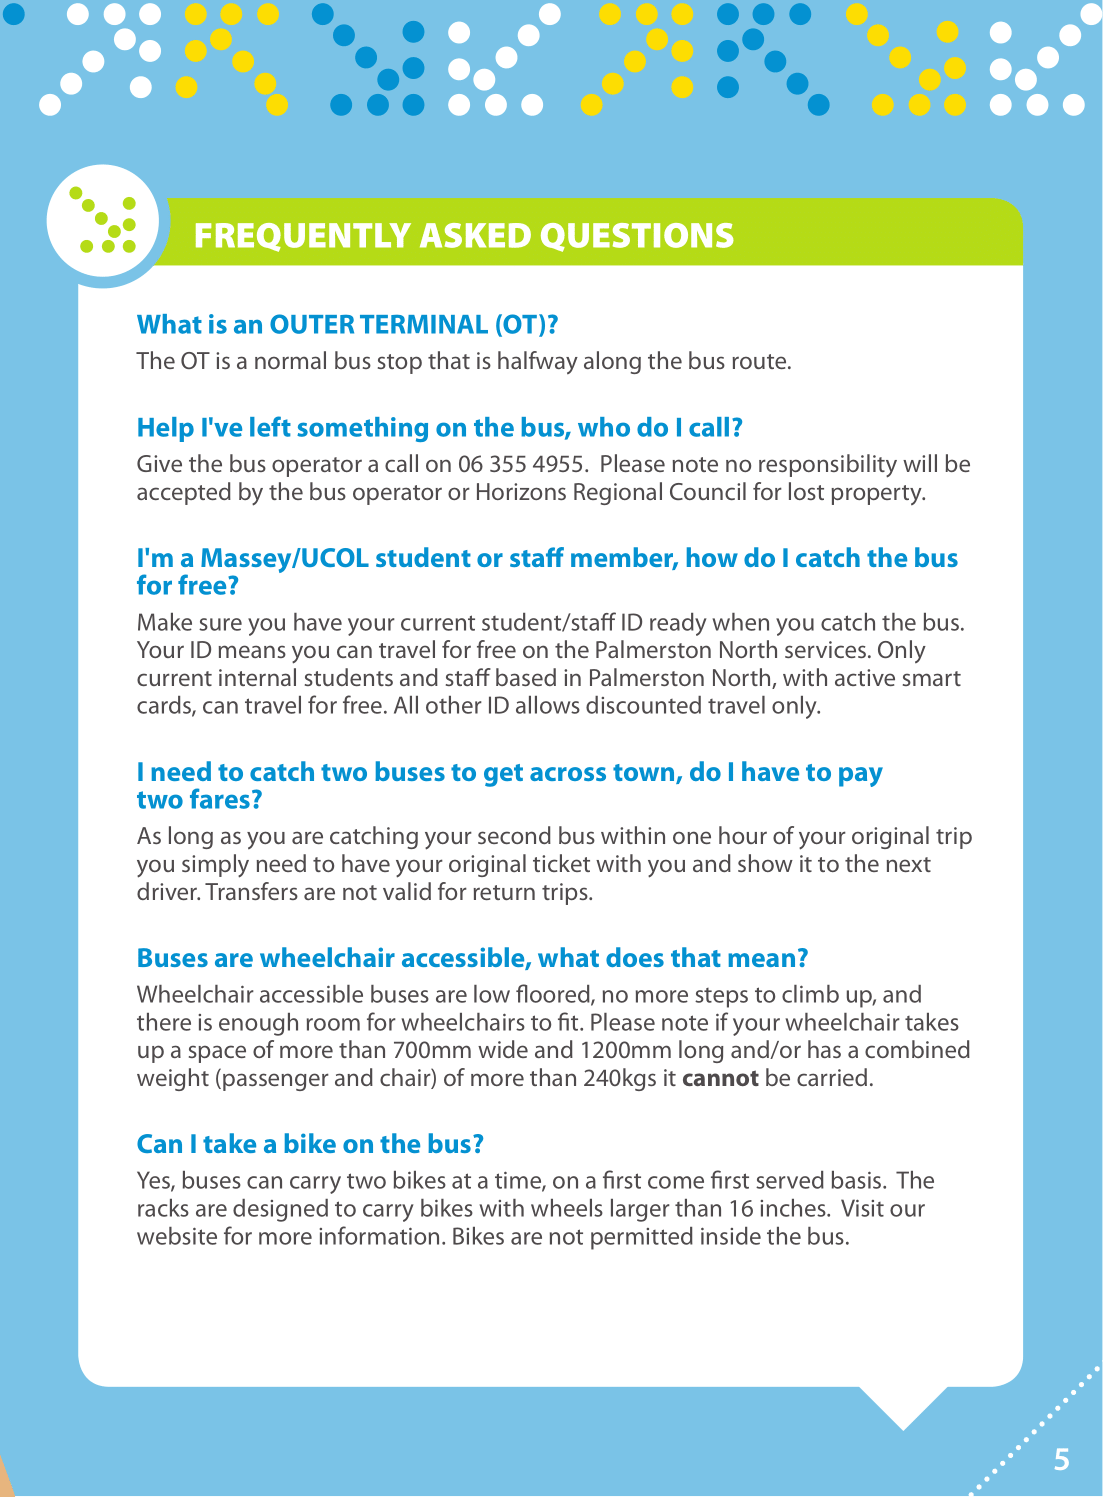 FREQUENTLY ASKED QUESTIONS
What is an OUTER TERMINAL (OT)?
The OT is a normal bus stop that is halfway along the bus route.
Help I've left something on the bus, who do I call?
Give the bus operator a call on 06 355 4955.  Please note no responsibility will be
accepted by the bus operator or Horizons Regional Council for lost property.
I'm a Massey/UCOL student or staff member, how do I catch the bus
for free?
Make sure you have your current student/staff ID ready when you catch the bus.
Your ID means you can travel for free on the Palmerston North services. Only
current internal students and staff based in Palmerston North, with active smart
cards, can travel for free. All other ID allows discounted travel only.
I need to catch two buses to get across town, do I have to pay
two fares?
As long as you are catching your second bus within one hour of your original trip
you simply need to have your original ticket with you and show it to the next
driver. Transfers are not valid for return trips.
Buses are wheelchair accessible, what does that mean?
Wheelchair accessible buses are low floored, no more steps to climb up, and
there is enough room for wheelchairs to fit. Please note if your wheelchair takes
up a space of more than 700mm wide and 1200mm long and/or has a combined
weight (passenger and chair) of more than 240kgs it cannot be carried.
Can I take a bike on the bus?
Yes, buses can carry two bikes at a time, on a first come first served basis.  The
racks are designed to carry bikes with wheels larger than 16 inches.  Visit our
website for more information. Bikes are not permitted inside the bus.
5